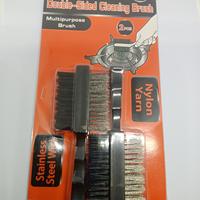 Double-Sided Cleaning Brush
Multipurpose
Brush
2PCS
Nylon
Yarn
Stainless
Steel